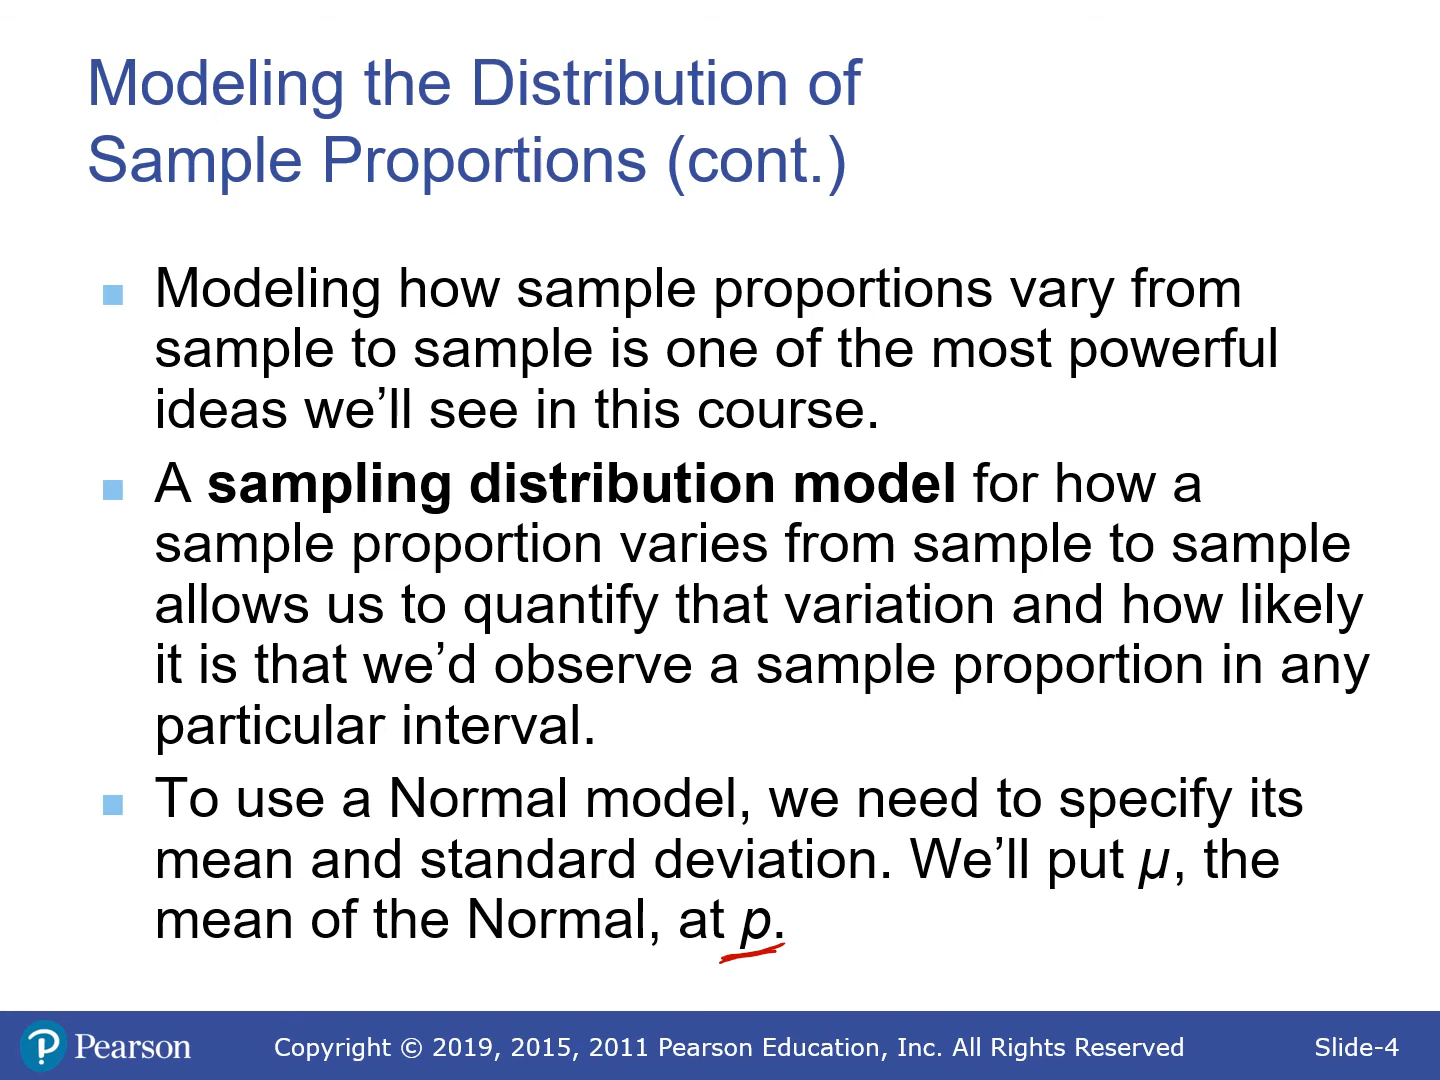 Modeling the Distribution of
Sample Proportions (cont.)
Modeling how sample proportions vary from
sample to sample is one of the most powerful
ideas we’ll see in this course.
A sampling distribution model for how a
sample proportion varies from sample to sample
allows us to quantify that variation and how likely
it is that we’d observe a sample proportion in any
particular interval.
To use a Normal model, we need to specify its
mean and standard deviation. We’ll put µ, the
mean of the Normal, at p.
Pearson Copyright © 2019, 2015, 2011 Pearson Education, Inc. All Rights Reserved Slide-4